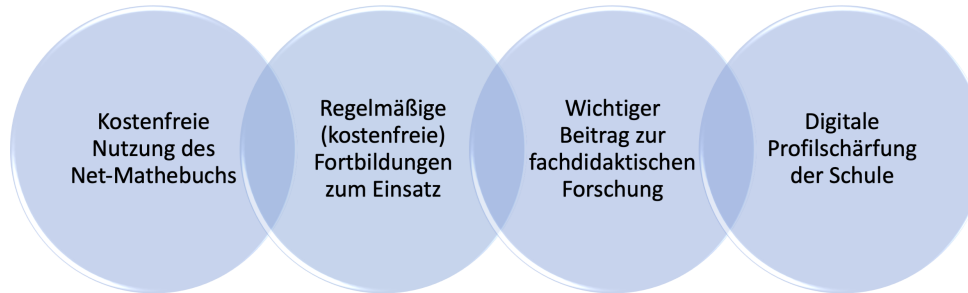 Kostenfreie
Nutzung des
Net-Mathebuchs
Regelmäßige
(kostenfreie)
Fortbildungen
zum Einsatz
Wichtiger
Beitrag zur
fachdidaktischen
Forschung
Digitale
Profilschärfung
der Schule